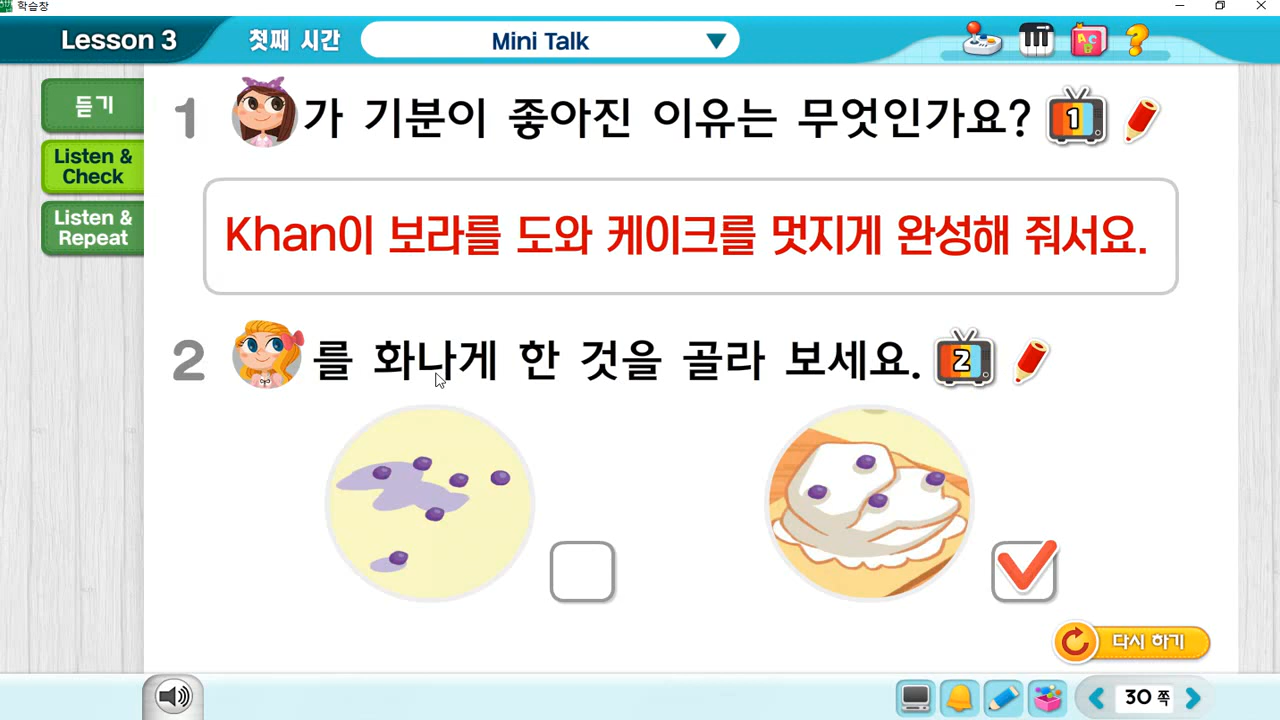 학습창
Lesson 3 첫째 시간 Mini Talk
듣기
Listen &
Check
Listen &
Repeat
1 가 기분이 좋아진 이유는 무엇인가요? 1
Khan이 보라를 도와 케이크를 멋지게 완성해 줘서요.
2 를 화나게 한 것을 골라 보세요. 2
다시 하기
30 쪽